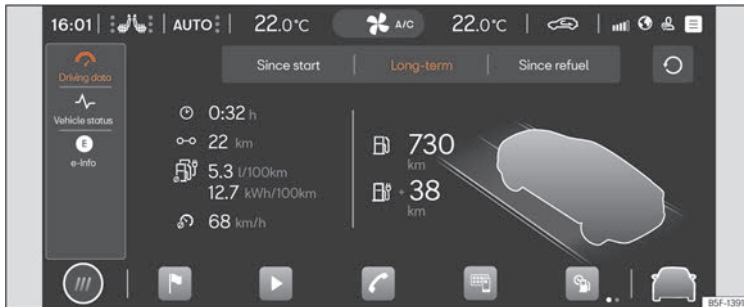 16:01 AUTO 22.0°C A/C 22.0°C
Driving data
Vehicle status
E
e-Info
Since start Long-term Since refuel
0:32 h
22 km
5.3 l/100km
12.7 kWh/100km
68 km/h
730
km
+38
km
B5F-1391